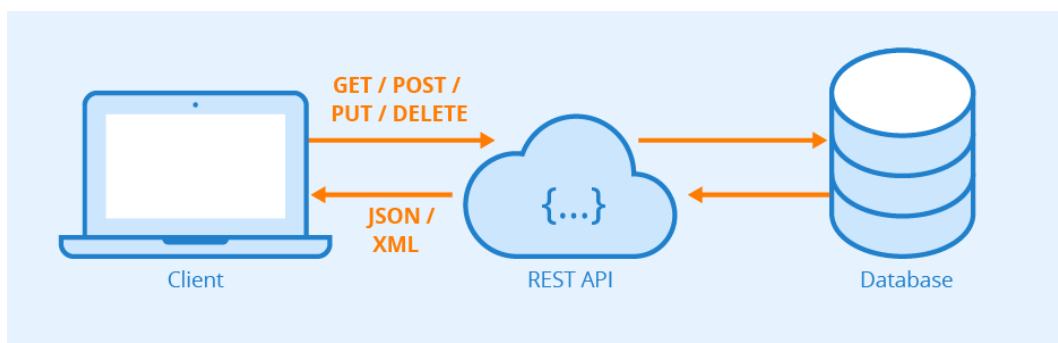 GET / POST /
PUT / DELETE
{...}
JSON /
XML
Client
REST API
Database